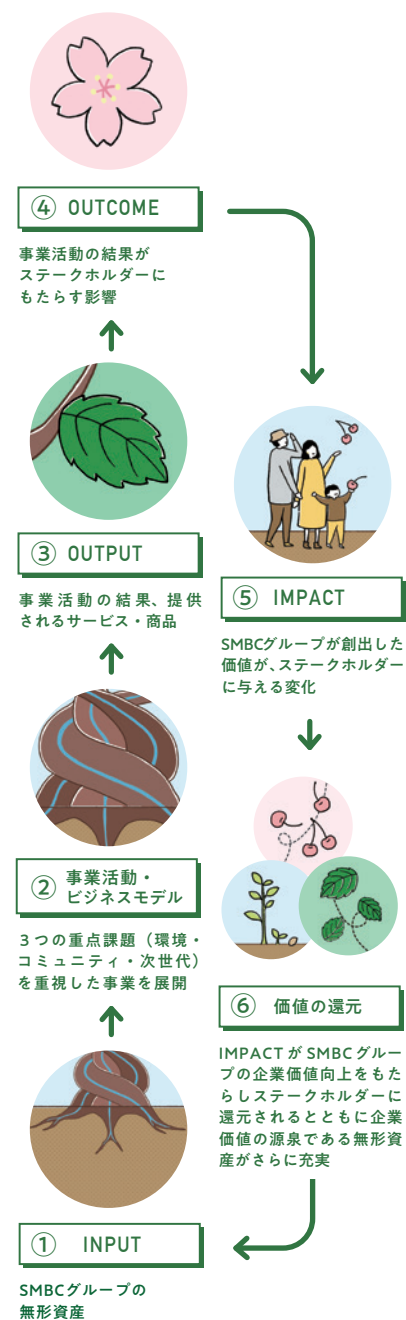 ④ OUTCOME
事業活動の結果が
ステークホルダーに
もたらす影響
③ OUTPUT
事業活動の結果、提供
されるサービス・商品
② 事業活動・
ビジネスモデル
3つの重点課題（環境・
コミュニティ・次世代）
を重視した事業を展開
① INPUT
SMBCグループの
無形資産
⑤ IMPACT
SMBCグループが創出した
価値が、ステークホルダー
に与える変化
⑥ 価値の還元
IMPACT が SMBC グルー
プの企業価値向上をもた
らしステークホルダーに
還元されるとともに企業
価値の源泉である無形資
産がさらに充実